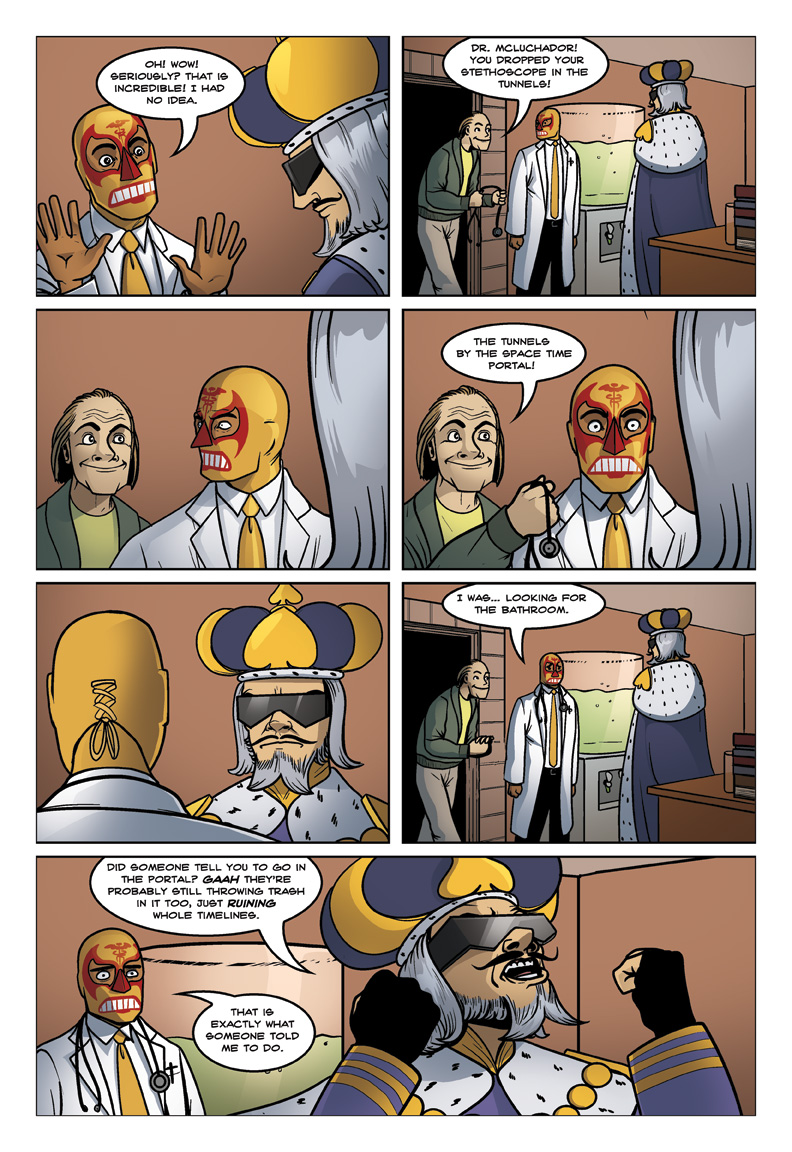 OH! WOW!
SERIOUSLY? THAT IS
INCREDIBLE! I HAD
NO IDEA.
DR. MCLUCHADOR!
YOU DROPPED YOUR
STETHOSCOPE IN THE
TUNNELS!
THE TUNNELS
BY THE SPACE TIME
PORTAL!
I WAS... LOOKING FOR
THE BATHROOM.
DID SOMEONE TELL YOU TO GO IN
THE PORTAL? GAAH THEY'RE
PROBABLY STILL THROWING TRASH
IN IT TOO, JUST RUINING
WHOLE TIMELINES.
THAT IS
EXACTLY WHAT
SOMEONE TOLD
ME TO DO.